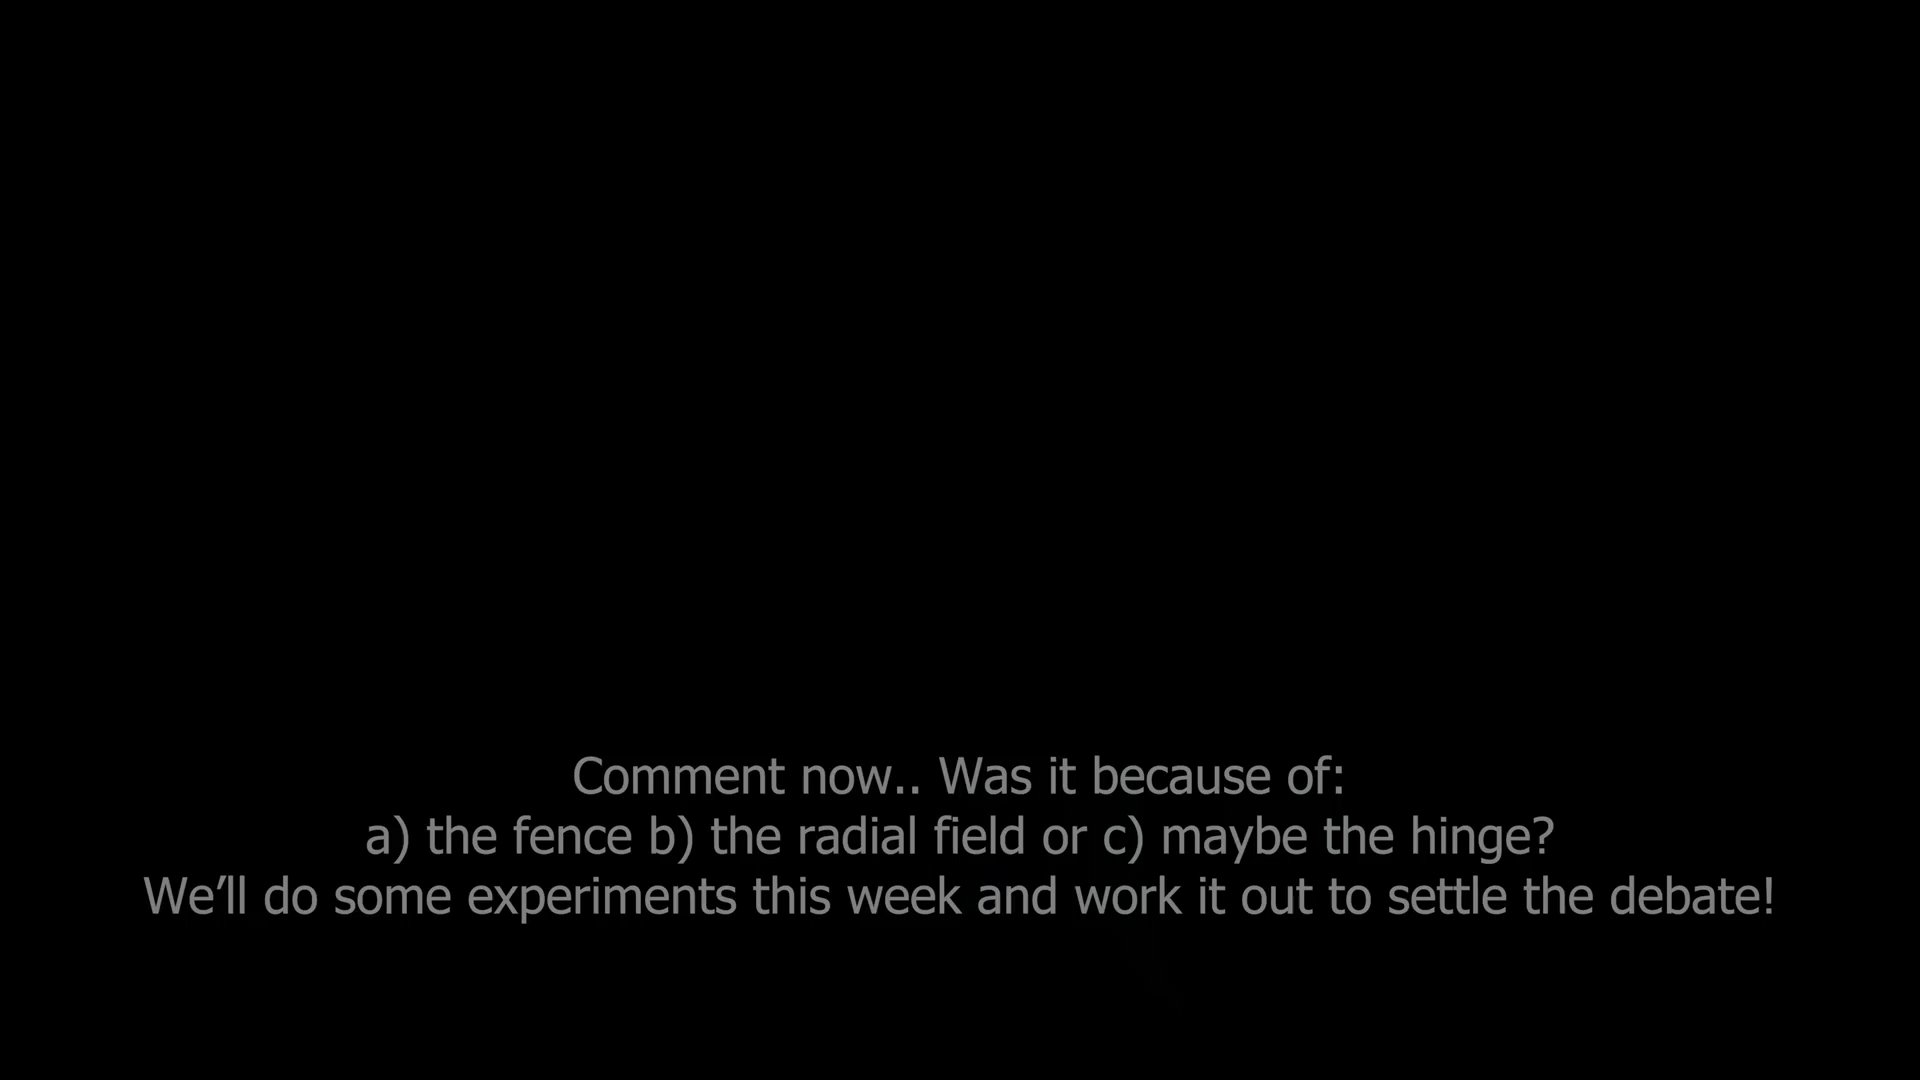 Comment now.. Was it because of:
a) the fence b) the radial field or c) maybe the hinge?
We’ll do some experiments this week and work it out to settle the debate!